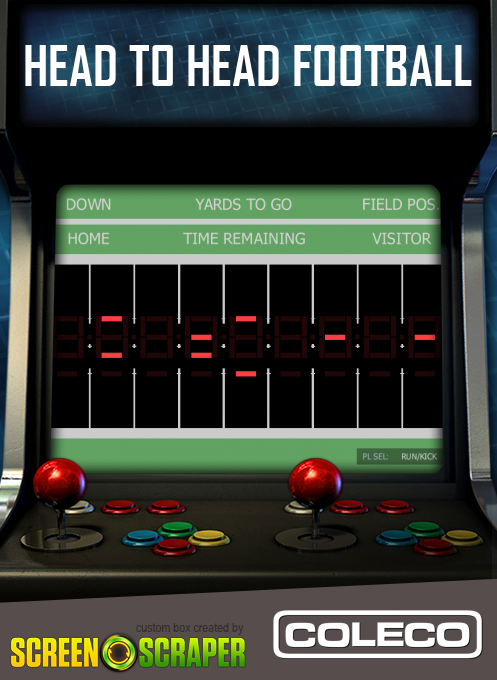 HEAD TO HEAD FOOTBALL
DOWN YARDS TO GO FIELD POS.
HOME TIME REMAINING VISITOR
PL SEL: RUN/KICK
custom box created by
SCREEN SCRAPER
COLECO